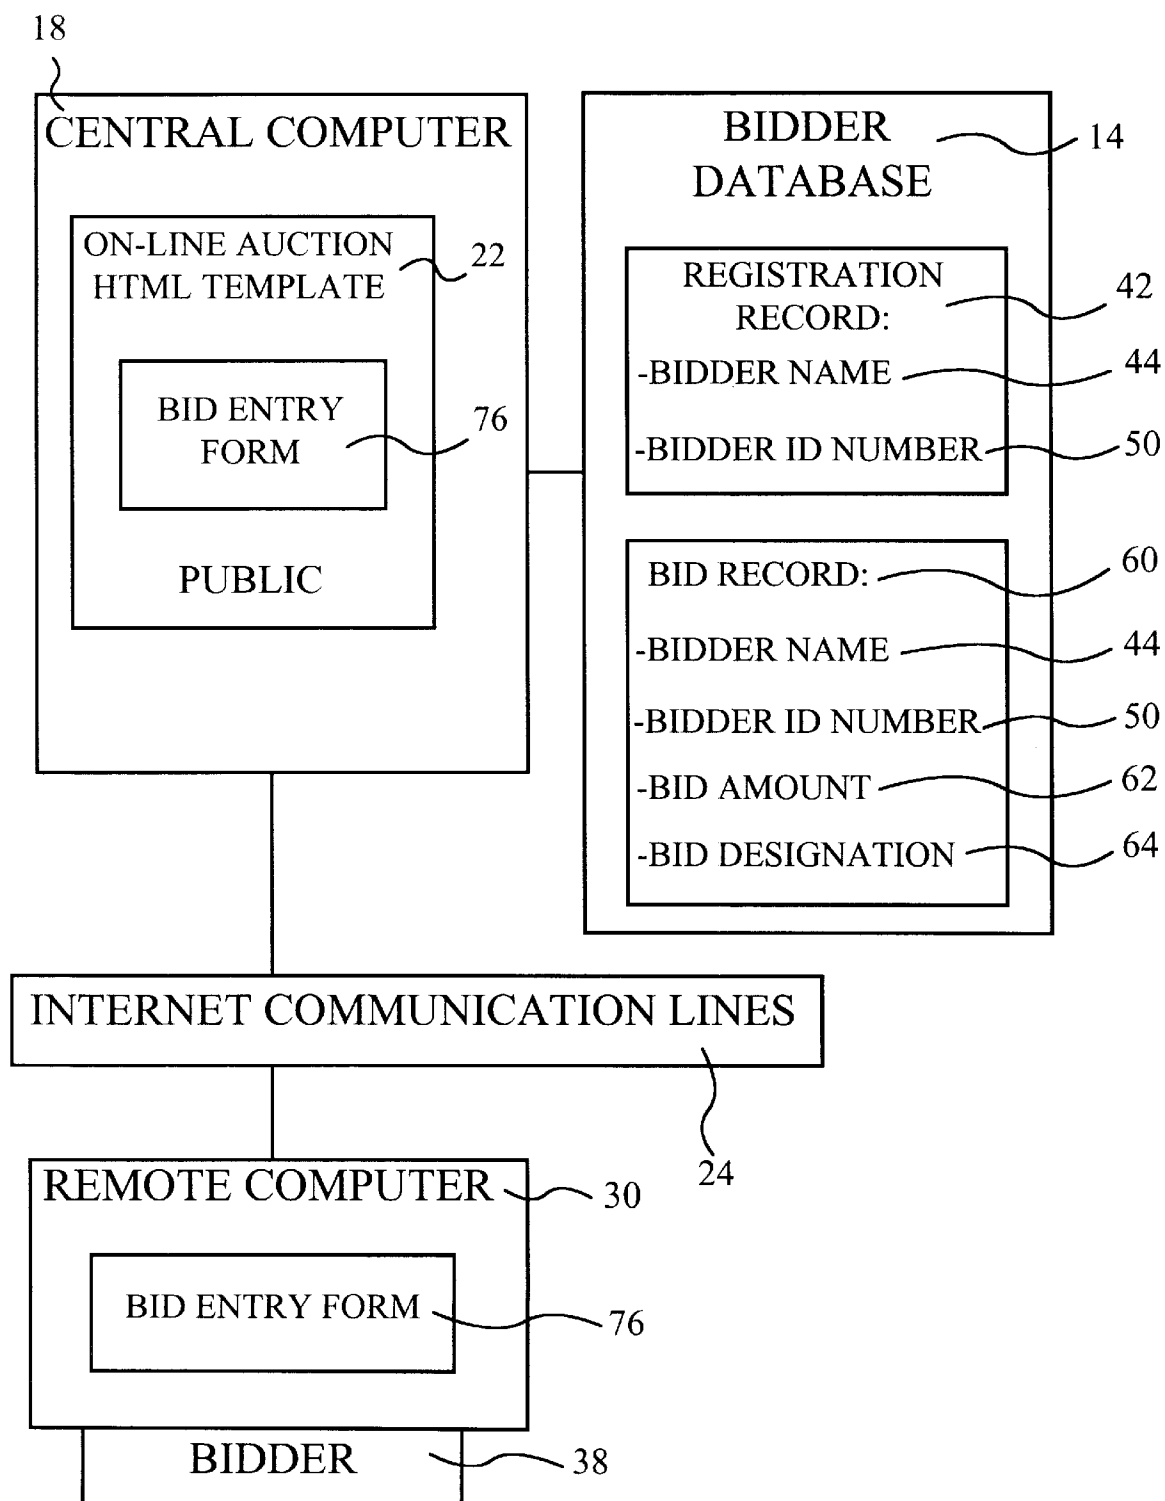 18
CENTRAL COMPUTER
ON-LINE AUCTION
HTML TEMPLATE
22
BID ENTRY
FORM
76
PUBLIC
BIDDER
DATABASE
14
REGISTRATION
RECORD:
42
-BIDDER NAME
44
-BIDDER ID NUMBER
50
BID RECORD:
60
-BIDDER NAME
44
-BIDDER ID NUMBER
50
-BID AMOUNT
62
-BID DESIGNATION
64
INTERNET COMMUNICATION LINES
24
REMOTE COMPUTER
30
BID ENTRY FORM
76
BIDDER
38